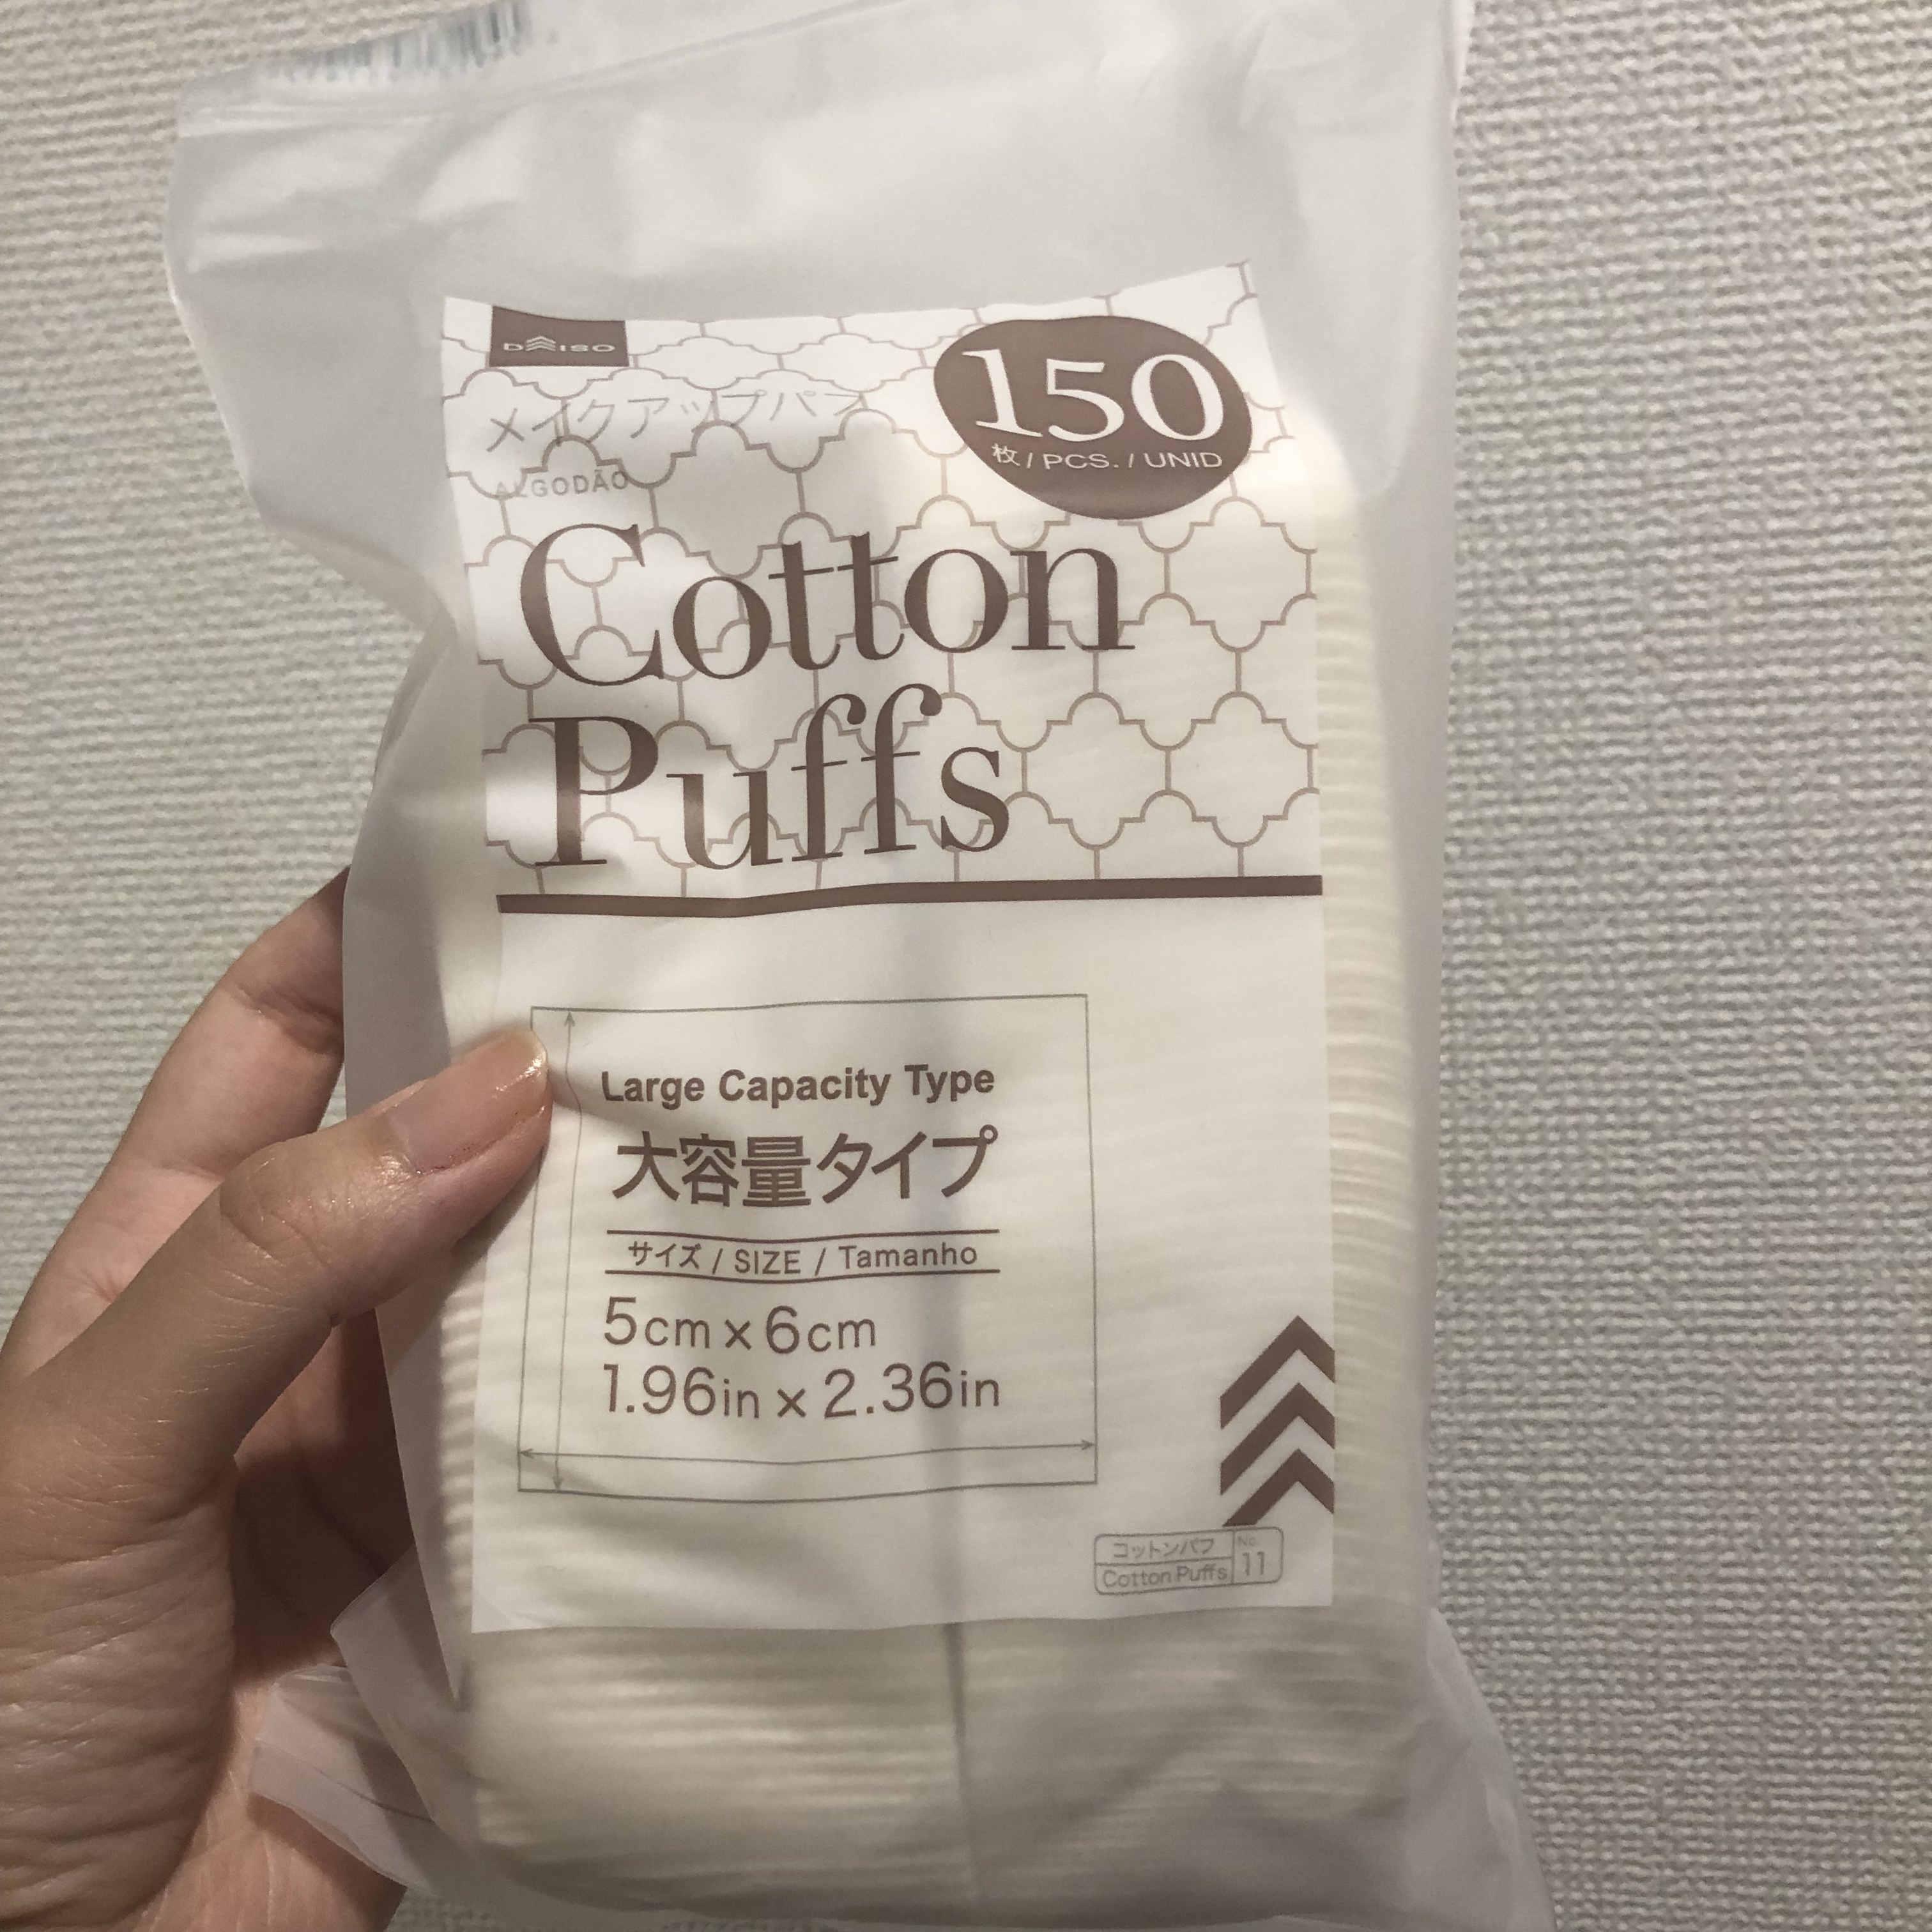 DAISO
150
枚 / PCS. / UNID
メイクアップパフ
ALGODÃO
Cotton
Puffs
Large Capacity Type
大容量タイプ
サイズ / SIZE / Tamanho
5cm × 6cm
1.96in × 2.36in
コットンパフ
Cotton Puffs
No.
11